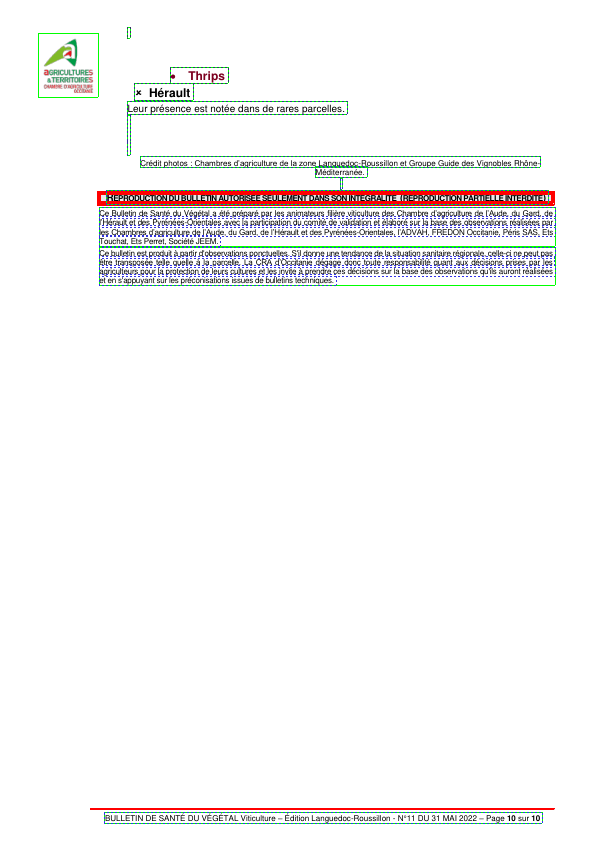 AGRICULTURES
& TERRITOIRES
CHAMBRE D'AGRICULTURE
OCCITANIE
• Thrips
× Hérault
Leur présence est notée dans de rares parcelles.
Crédit photos : Chambres d'agriculture de la zone Languedoc-Roussillon et Groupe Guide des Vignobles Rhône-
Méditerranée.
REPRODUCTION DU BULLETIN AUTORISÉE SEULEMENT DANS SON INTÉGRALITÉ (REPRODUCTION PARTIELLE INTERDITE)
Ce Bulletin de Santé du Végétal a été préparé par les animateurs filière viticulture des Chambre d'agriculture de l'Aude, du Gard, de
l'Hérault et des Pyrénées-Orientales avec la participation du comité de validation et élaboré sur la base des observations réalisées par
les Chambres d'agriculture de l'Aude, du Gard, de l'Hérault et des Pyrénées-Orientales, l'ADVAH, FREDON Occitanie, Péris SAS, Ets
Touchat, Ets Perret, Société JEEM.
Ce bulletin est produit à partir d'observations ponctuelles. S'il donne une tendance de la situation sanitaire régionale, celle-ci ne peut pas
être transposée telle quelle à la parcelle. La CRA d'Occitanie dégage donc toute responsabilité quant aux décisions prises par les
agriculteurs pour la protection de leurs cultures et les invite à prendre ces décisions sur la base des observations qu'ils auront réalisées
et en s'appuyant sur les préconisations issues de bulletins techniques.
BULLETIN DE SANTÉ DU VÉGÉTAL Viticulture – Édition Languedoc-Roussillon - N°11 DU 31 MAI 2022 – Page 10 sur 10